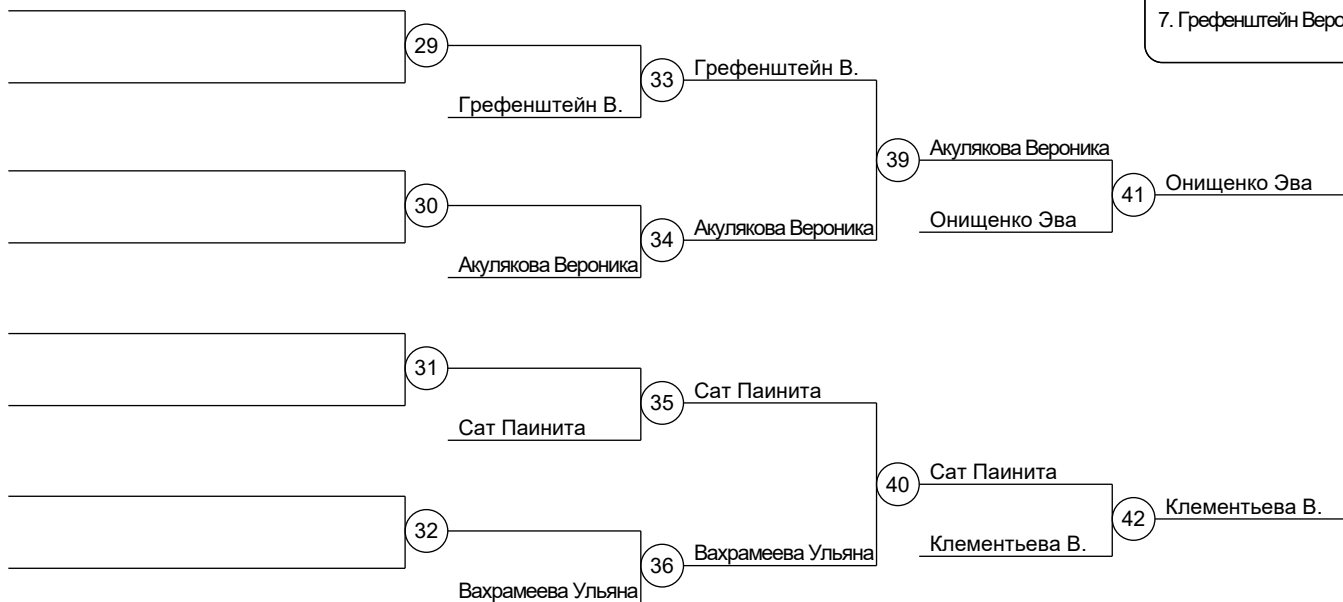 7. Грефенштейн Веро
29
33
Грефенштейн В.
Грефенштейн В.
39
Акулякова Вероника
30
41
Онищенко Эва
34
Акулякова Вероника
Онищенко Эва
Акулякова Вероника
31
35
Сат Паинита
Сат Паинита
40
Сат Паинита
32
42
Клементьева В.
36
Вахрамеева Ульяна
Клементьева В.
Вахрамеева Ульяна